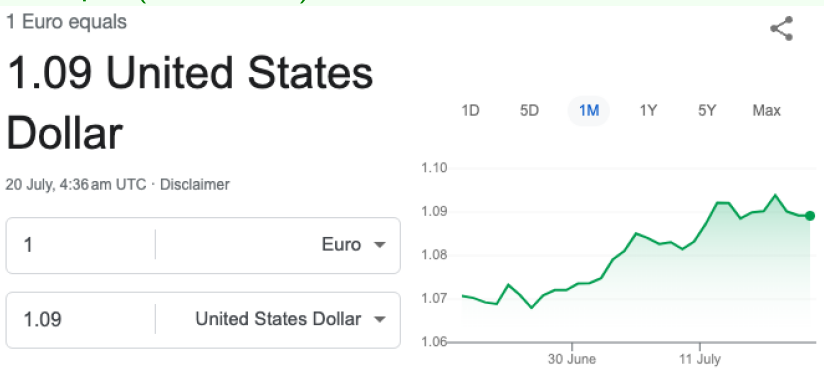 1 Euro equals
1.09 United States
Dollar
20 July, 4:36 am UTC · Disclaimer
1
Euro
1.09
United States Dollar
1D 5D 1M 1Y 5Y Max
1.10
1.09
1.08
1.07
1.06
30 June 11 July